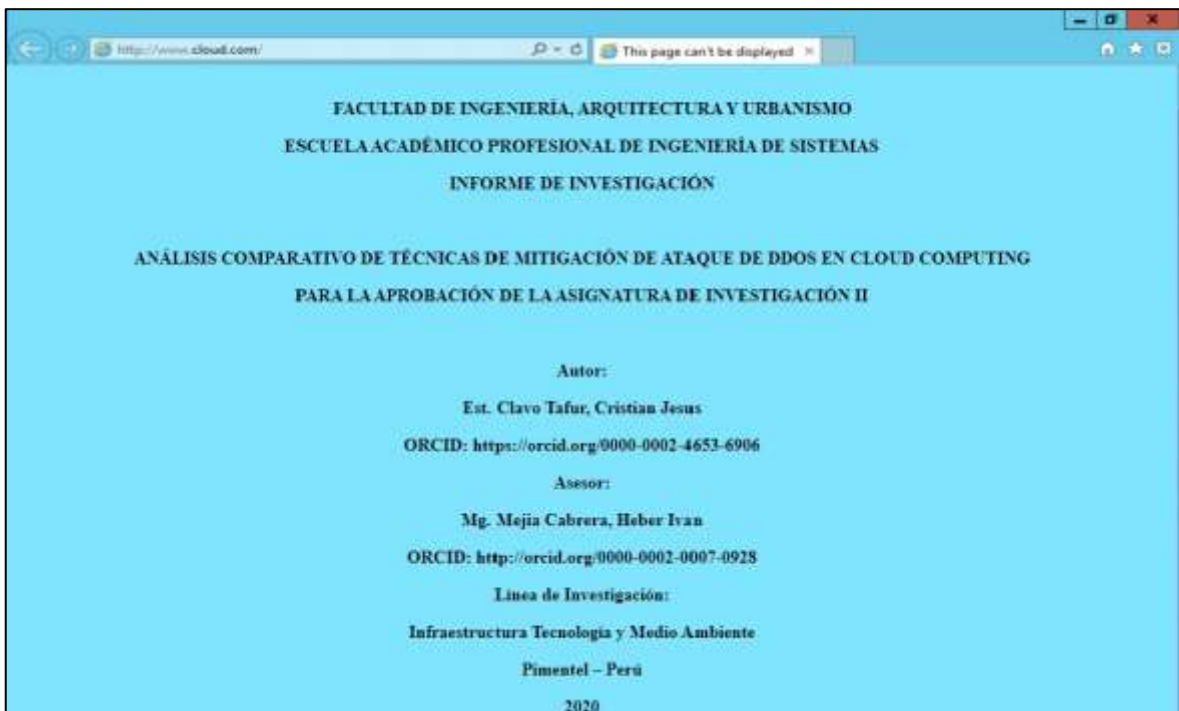 http://www.cloud.com/
This page can't be displayed
FACULTAD DE INGENIERÍA, ARQUITECTURA Y URBANISMO
ESCUELA ACADÉMICO PROFESIONAL DE INGENIERÍA DE SISTEMAS
INFORME DE INVESTIGACIÓN
ANÁLISIS COMPARATIVO DE TÉCNICAS DE MITIGACIÓN DE ATAQUE DE DDOS EN CLOUD COMPUTING
PARA LA APROBACIÓN DE LA ASIGNATURA DE INVESTIGACIÓN II
Autor:
Est. Clavo Tafur, Cristian Jesus
ORCID: https://orcid.org/0000-0002-4653-6906
Asesor:
Mg. Mejia Cabrera, Heber Ivan
ORCID: http://orcid.org/0000-0002-0007-0928
Línea de Investigación:
Infraestructura Tecnología y Medio Ambiente
Pimentel – Perú
2020